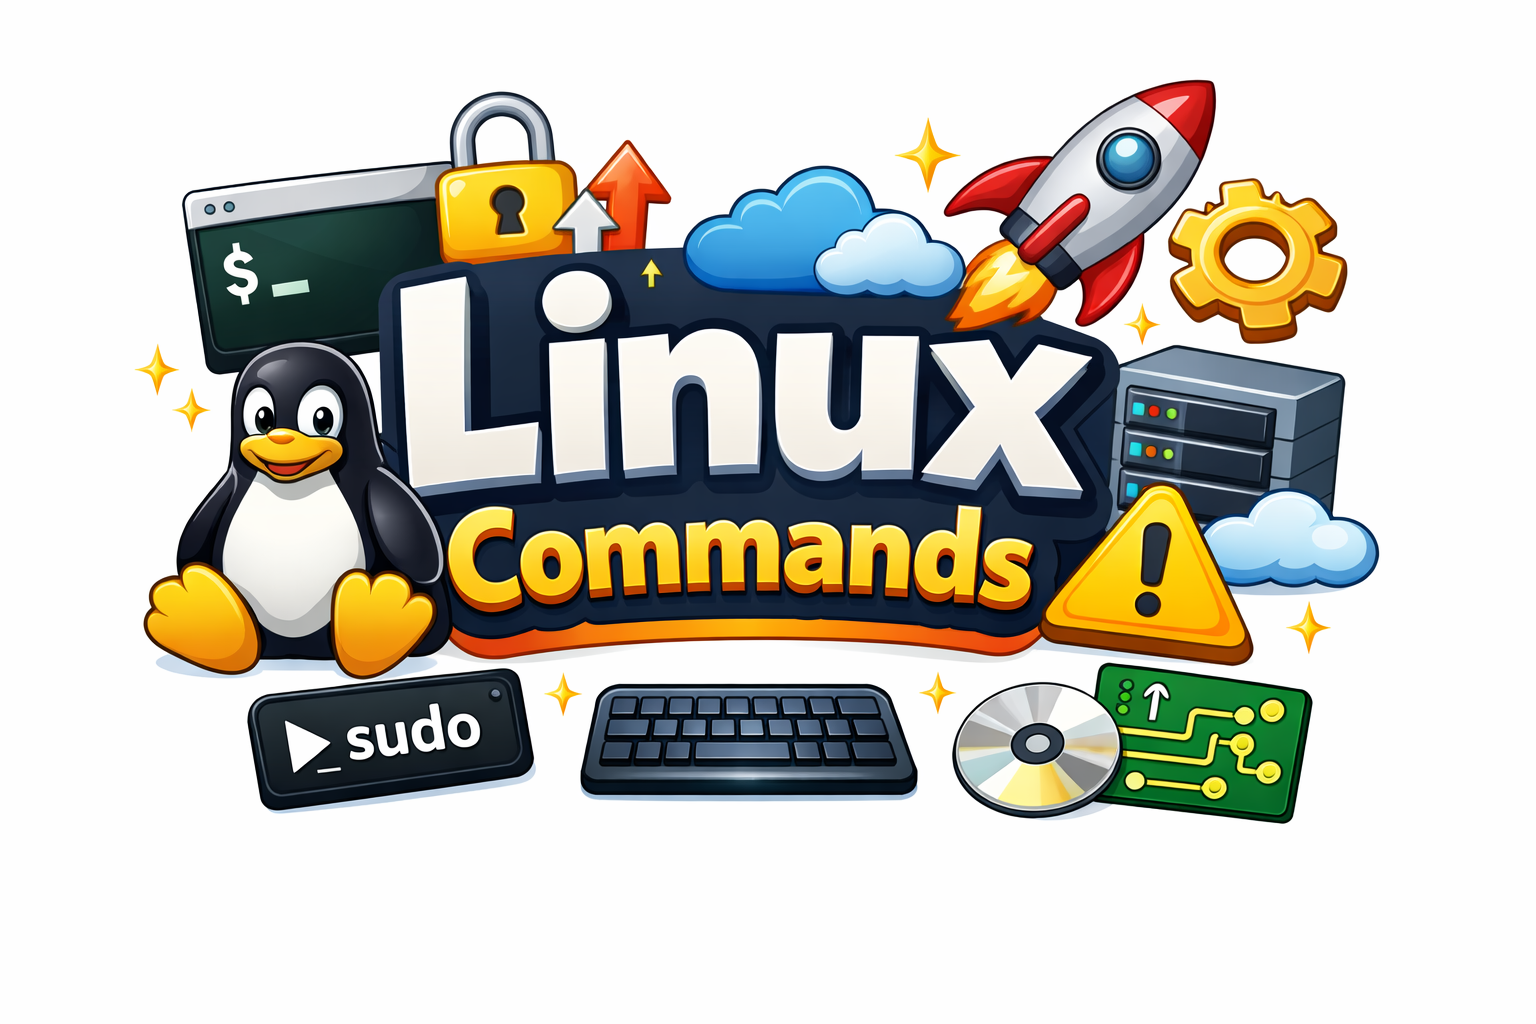 $_
Linux
Commands
_sudo
!